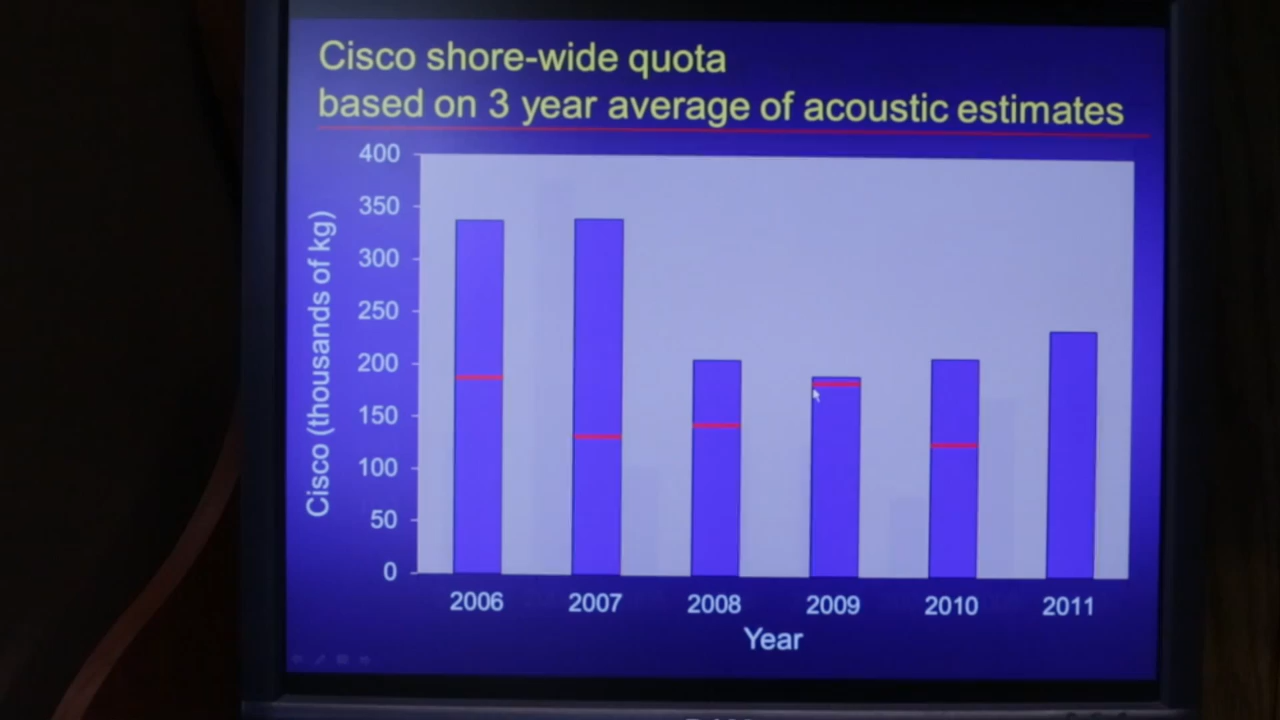 Cisco shore-wide quota
based on 3 year average of acoustic estimates
400
350
300
250
200
150
100
50
0
Cisco (thousands of kg)
2006 2007 2008 2009 2010 2011
Year